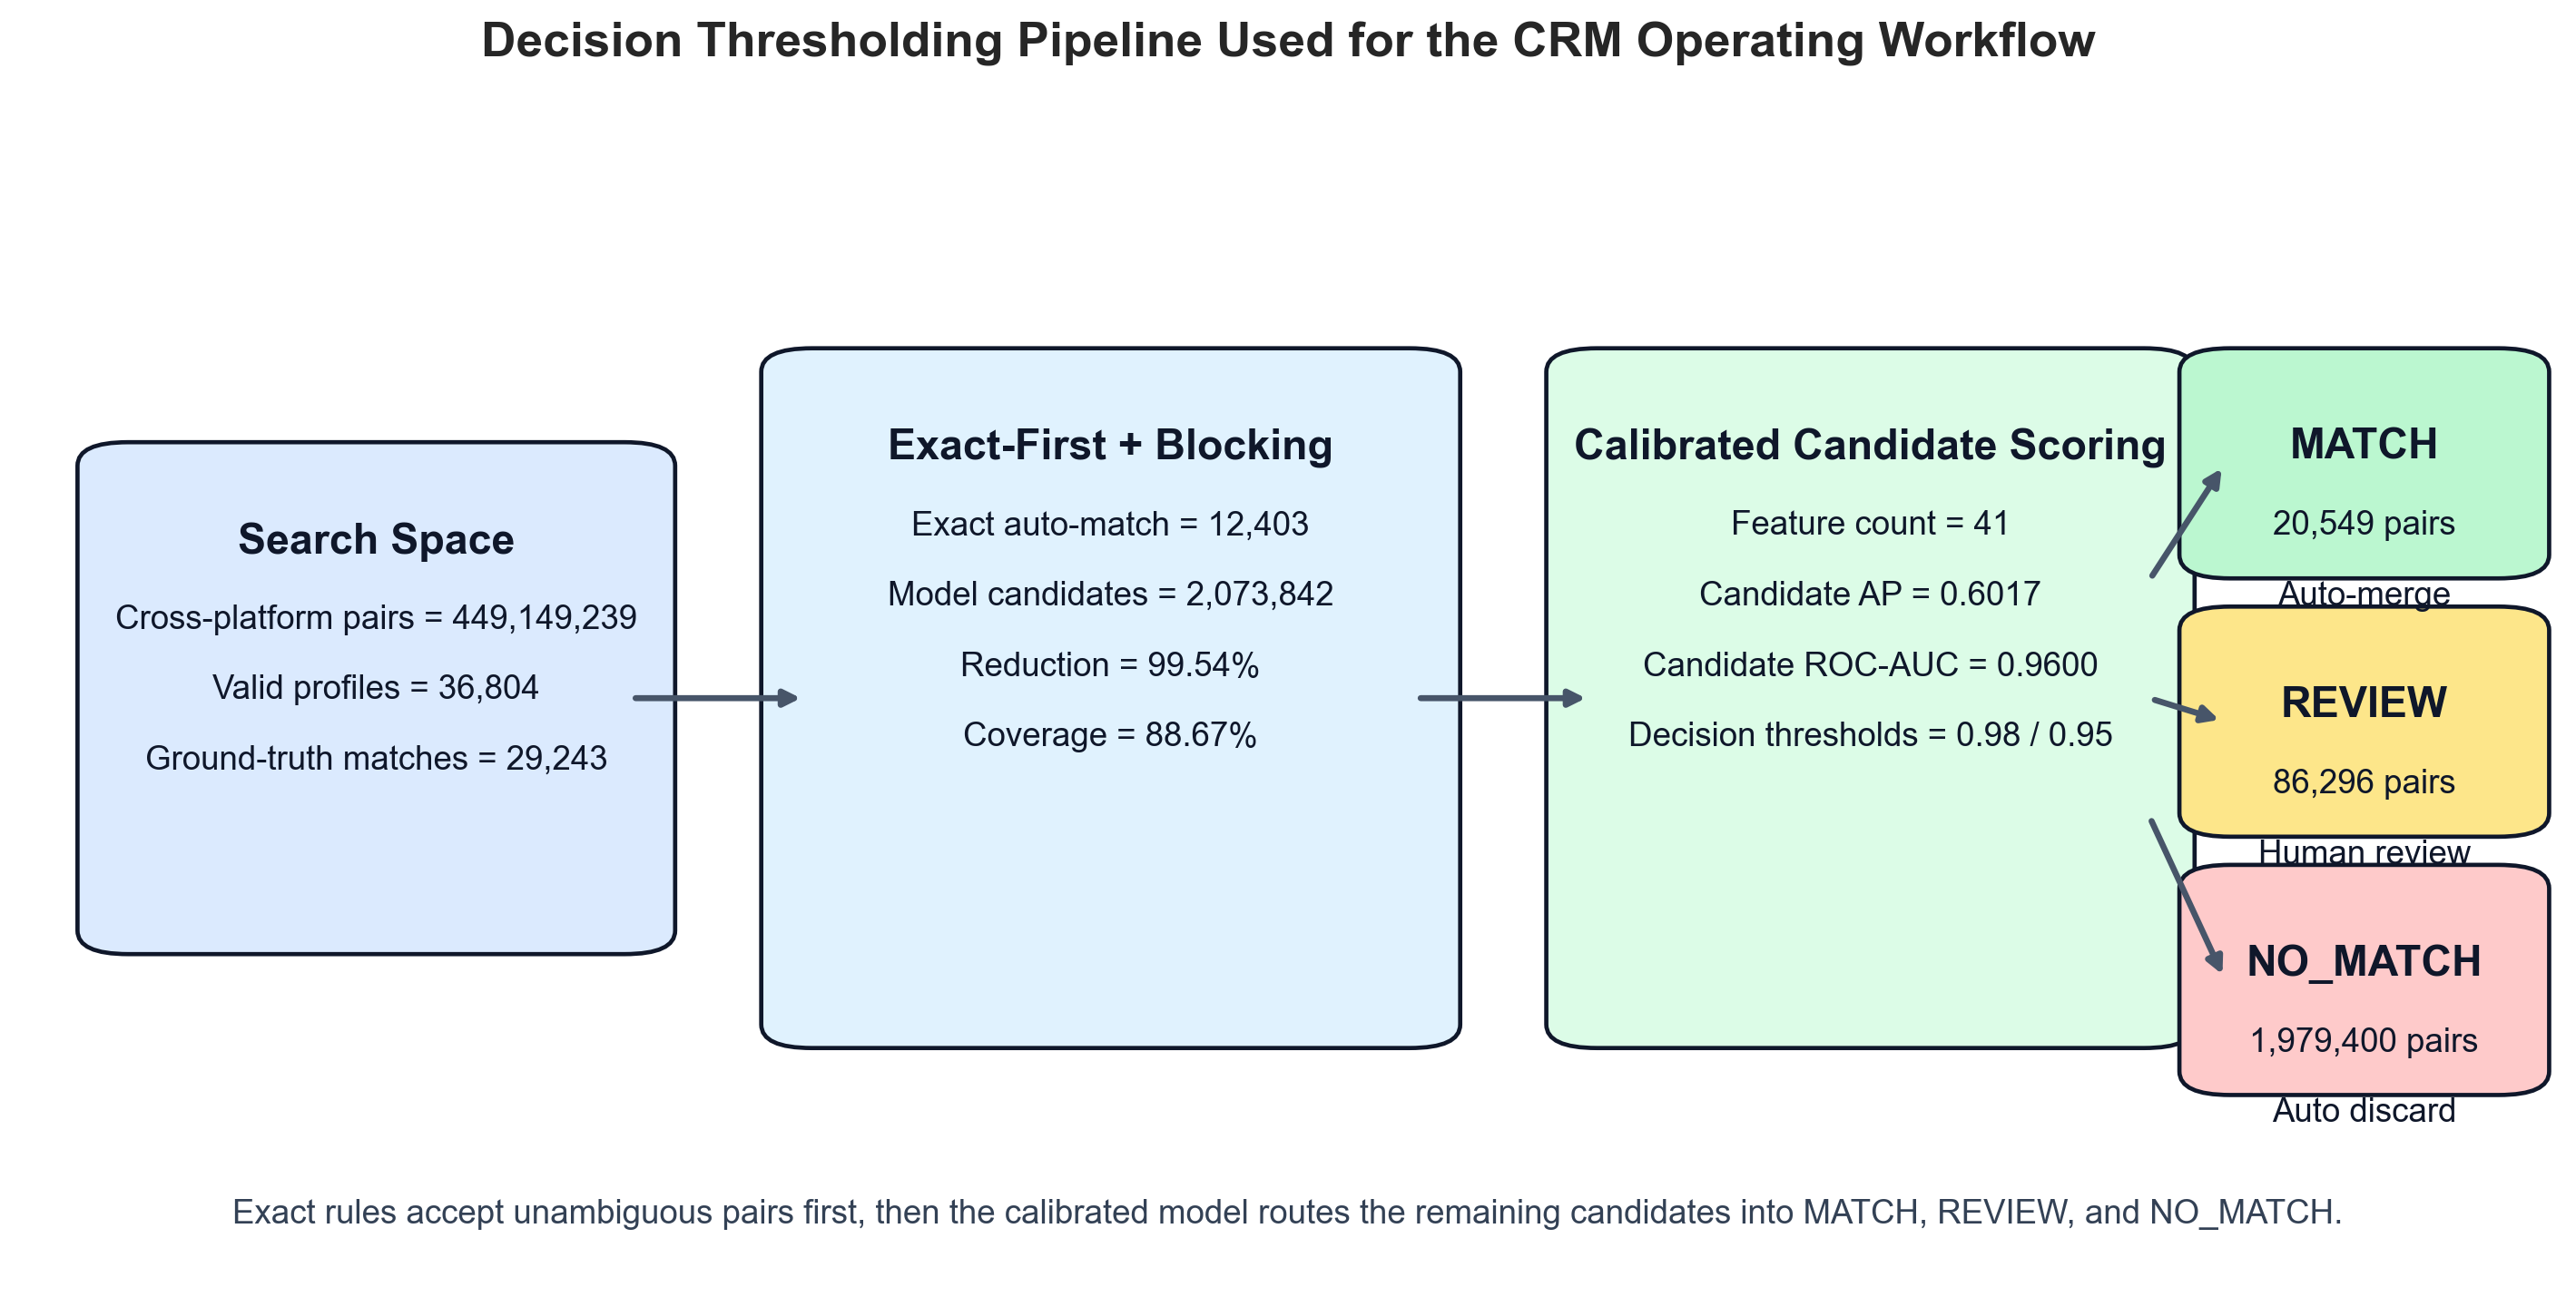 Decision Thresholding Pipeline Used for the CRM Operating Workflow
Search Space
Cross-platform pairs = 449,149,239
Valid profiles = 36,804
Ground-truth matches = 29,243
Exact-First + Blocking
Exact auto-match = 12,403
Model candidates = 2,073,842
Reduction = 99.54%
Coverage = 88.67%
Calibrated Candidate Scoring
Feature count = 41
Candidate AP = 0.6017
Candidate ROC-AUC = 0.9600
Decision thresholds = 0.98 / 0.95
MATCH
20,549 pairs
Auto-merge
REVIEW
86,296 pairs
Human review
NO_MATCH
1,979,400 pairs
Auto discard
Exact rules accept unambiguous pairs first, then the calibrated model routes the remaining candidates into MATCH, REVIEW, and NO_MATCH.